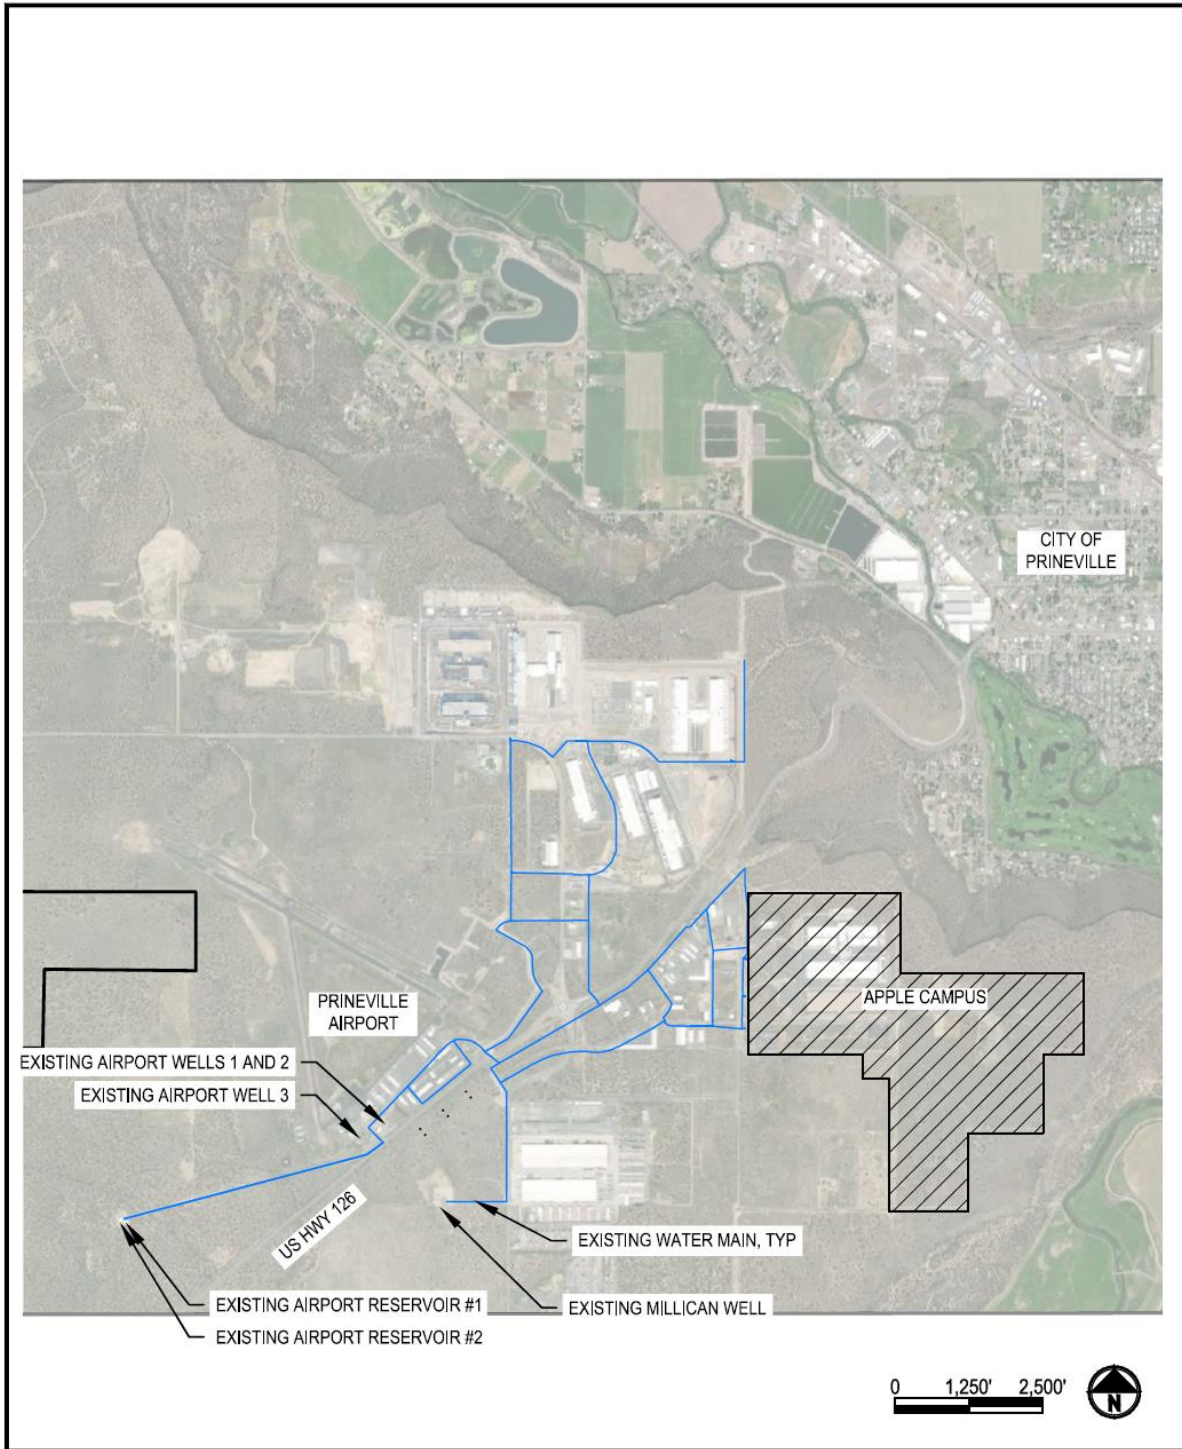 CITY OF
PRINEVILLE
APPLE CAMPUS
PRINEVILLE
AIRPORT
EXISTING AIRPORT WELLS 1 AND 2
EXISTING AIRPORT WELL 3
US HWY 126
EXISTING WATER MAIN, TYP
EXISTING AIRPORT RESERVOIR #1
EXISTING MILLICAN WELL
EXISTING AIRPORT RESERVOIR #2
0 1,250' 2,500'
N